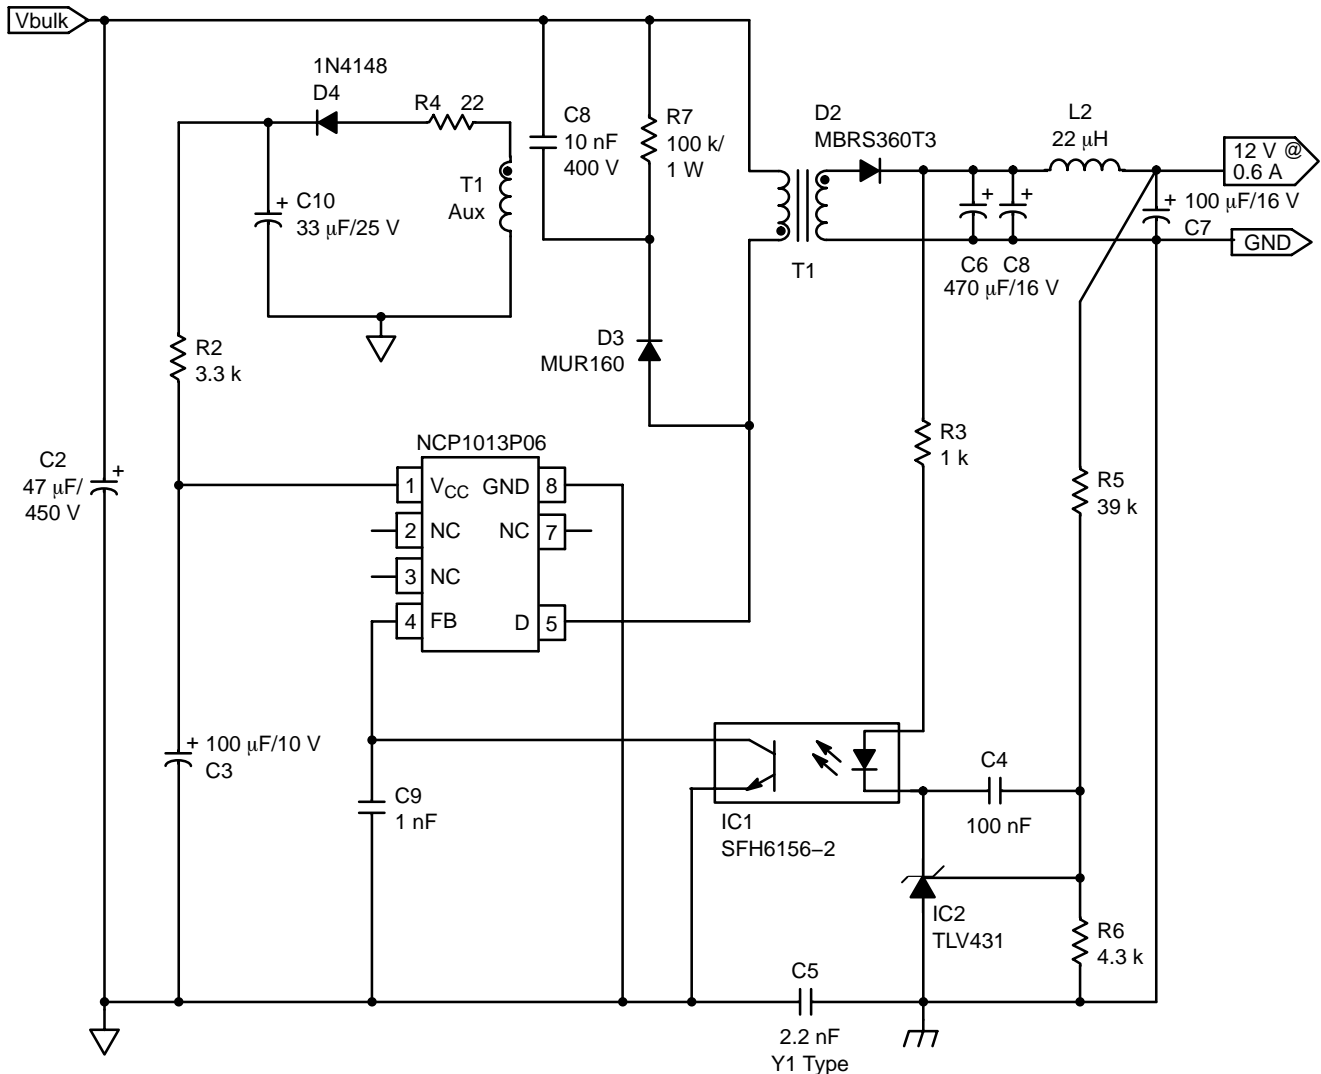 Vbulk
1N4148
D4
R4 22
C8
10 nF
400 V
R7
100 k/
1 W
D2
MBRS360T3
L2
22 μH
12 V @
0.6 A
T1
Aux
C10
33 μF/25 V
100 μF/16 V
C7
GND
T1
C6 C8
470 μF/16 V
R2
3.3 k
D3
MUR160
C2
47 μF/
450 V
NCP1013P06
1 VCC GND 8
2 NC NC 7
3 NC
4 FB D 5
R3
1 k
R5
39 k
100 μF/10 V
C3
C9
1 nF
IC1
SFH6156–2
C4
100 nF
IC2
TLV431
R6
4.3 k
C5
2.2 nF
Y1 Type